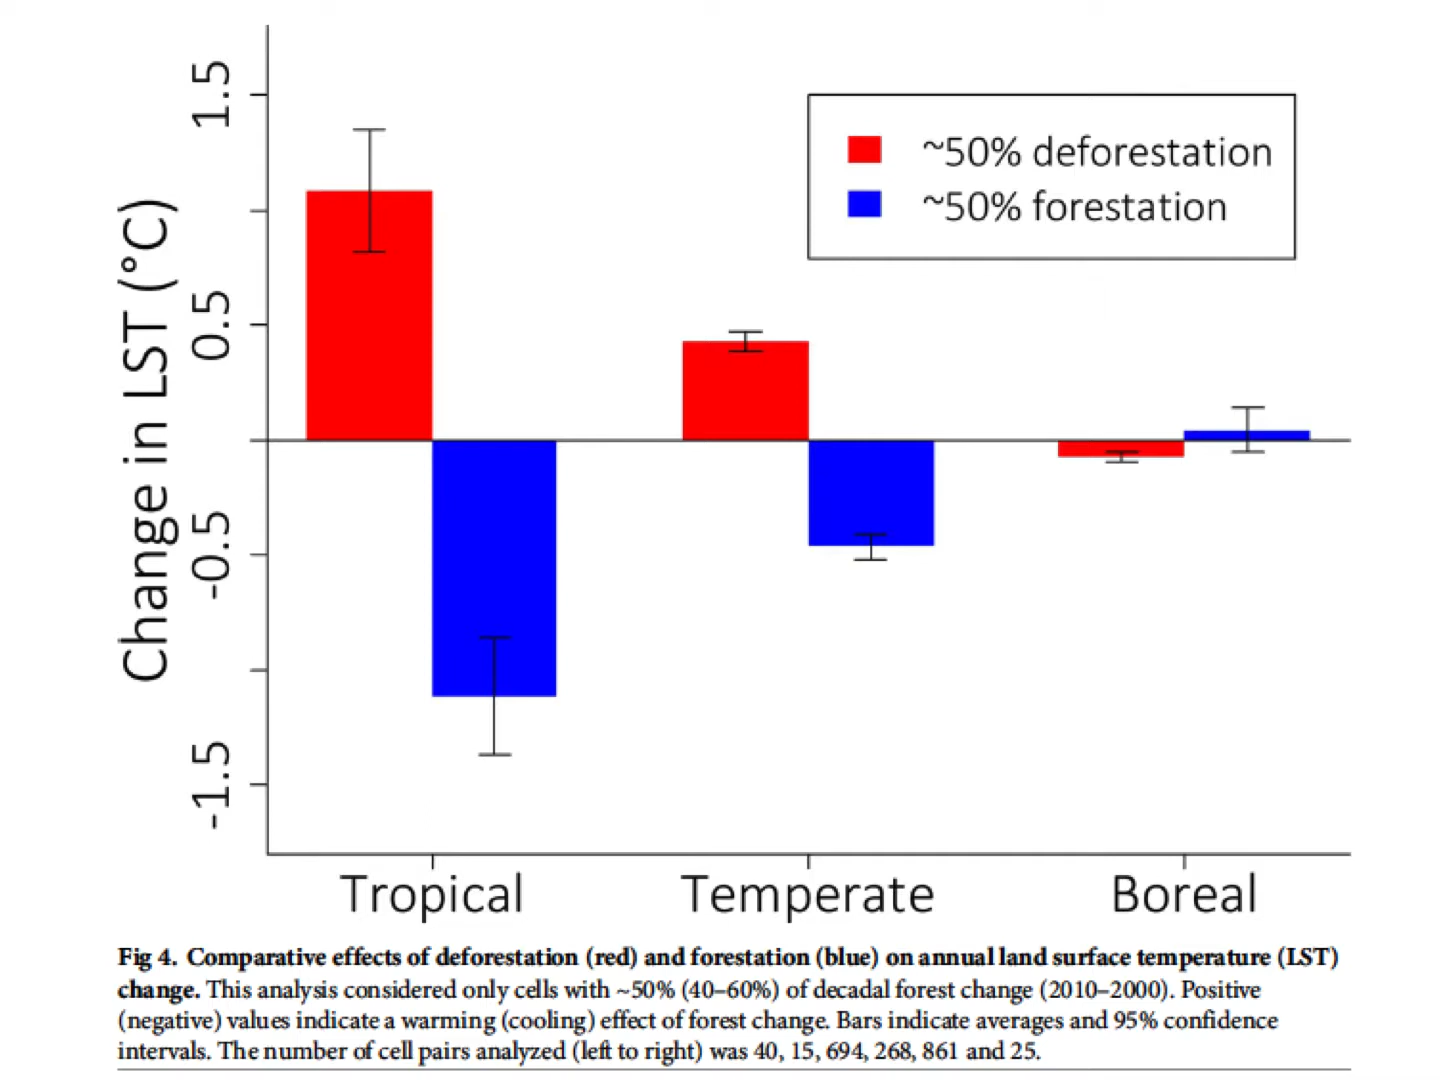 1.5
0.5
-0.5
-1.5
Change in LST (°C)
~50% deforestation
~50% forestation
Tropical
Temperate
Boreal
Fig 4. Comparative effects of deforestation (red) and forestation (blue) on annual land surface temperature (LST)
change. This analysis considered only cells with ~50% (40–60%) of decadal forest change (2010–2000). Positive
(negative) values indicate a warming (cooling) effect of forest change. Bars indicate averages and 95% confidence
intervals. The number of cell pairs analyzed (left to right) was 40, 15, 694, 268, 861 and 25.